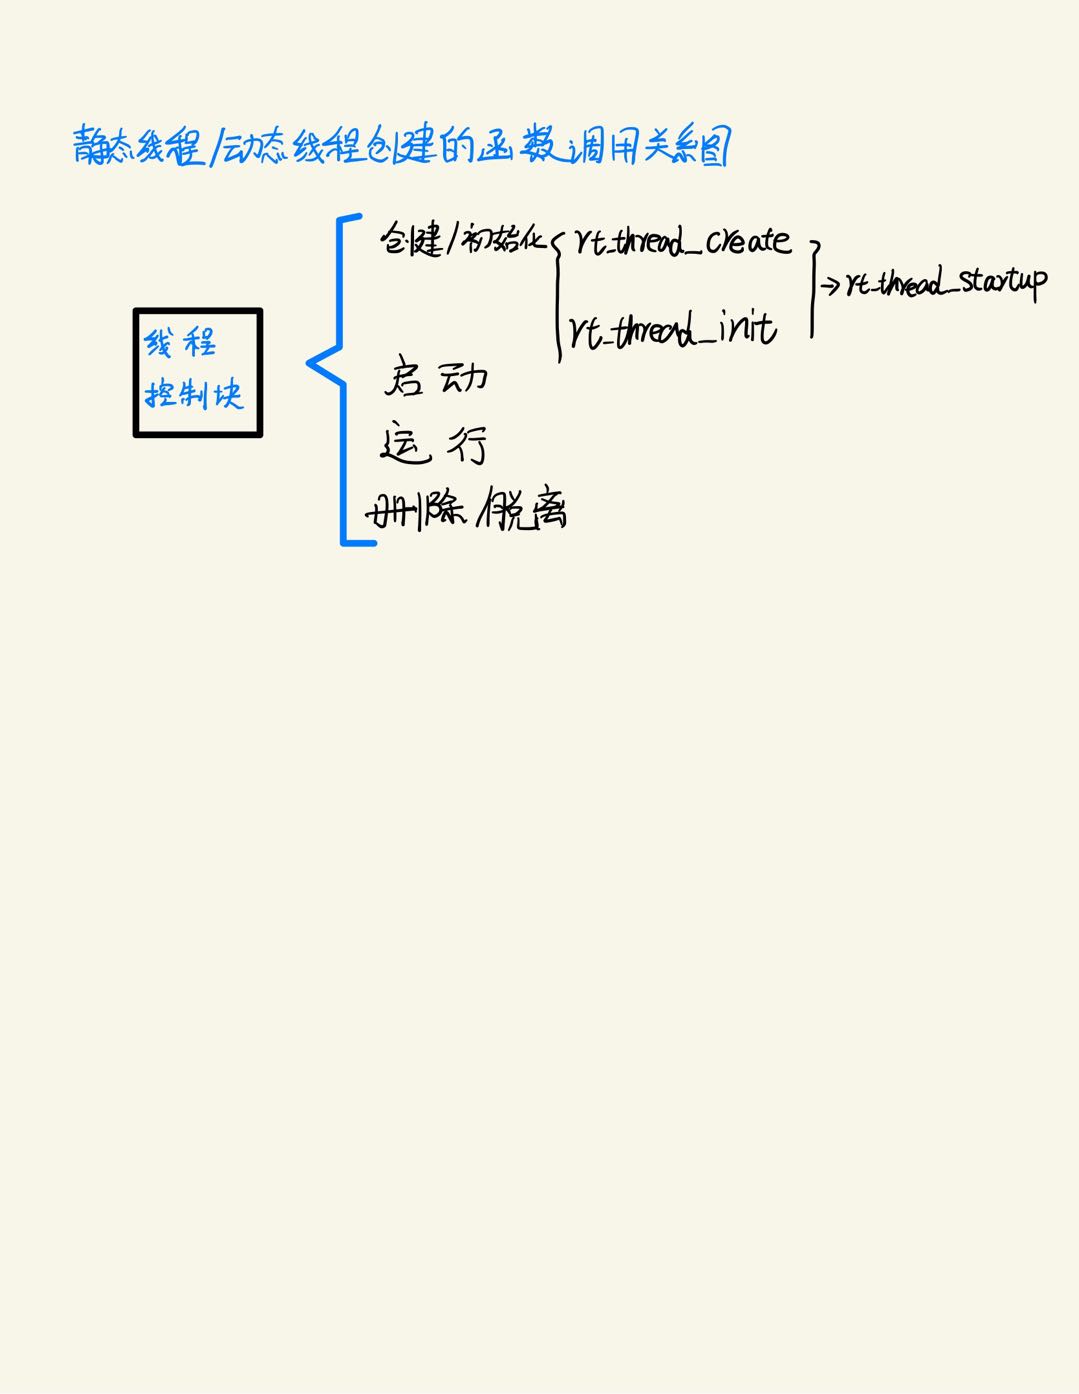 静态线程/动态线程创建的函数调用关系图
创建/初始化 rt_thread_create
→ rt_thread_startup
rt_thread_init
线程
控制块
启动
运行
删除/脱离